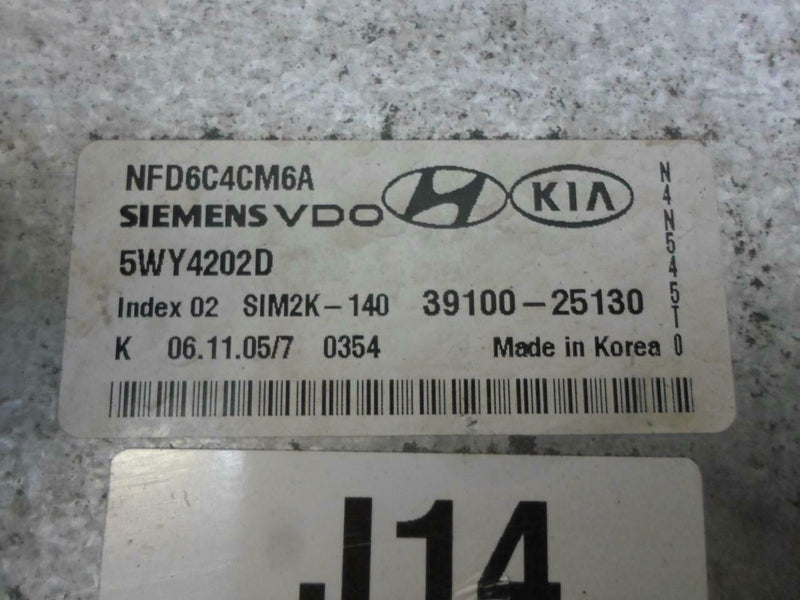 NFD6C4CM6A
SIEMENS VDO
KIA
5WY4202D
Index 02 SIM2K-140 39100-25130
K 06.11.05/7 0354 Made in Korea
N4N545T0
J14